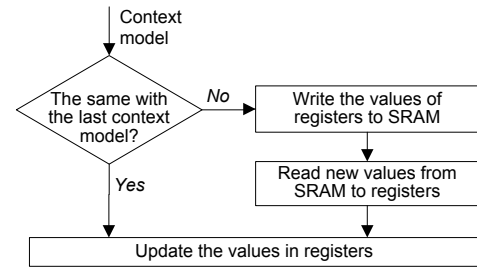 Context
model
The same with
the last context
model?
No
Write the values of
registers to SRAM
Read new values from
SRAM to registers
Yes
Update the values in registers